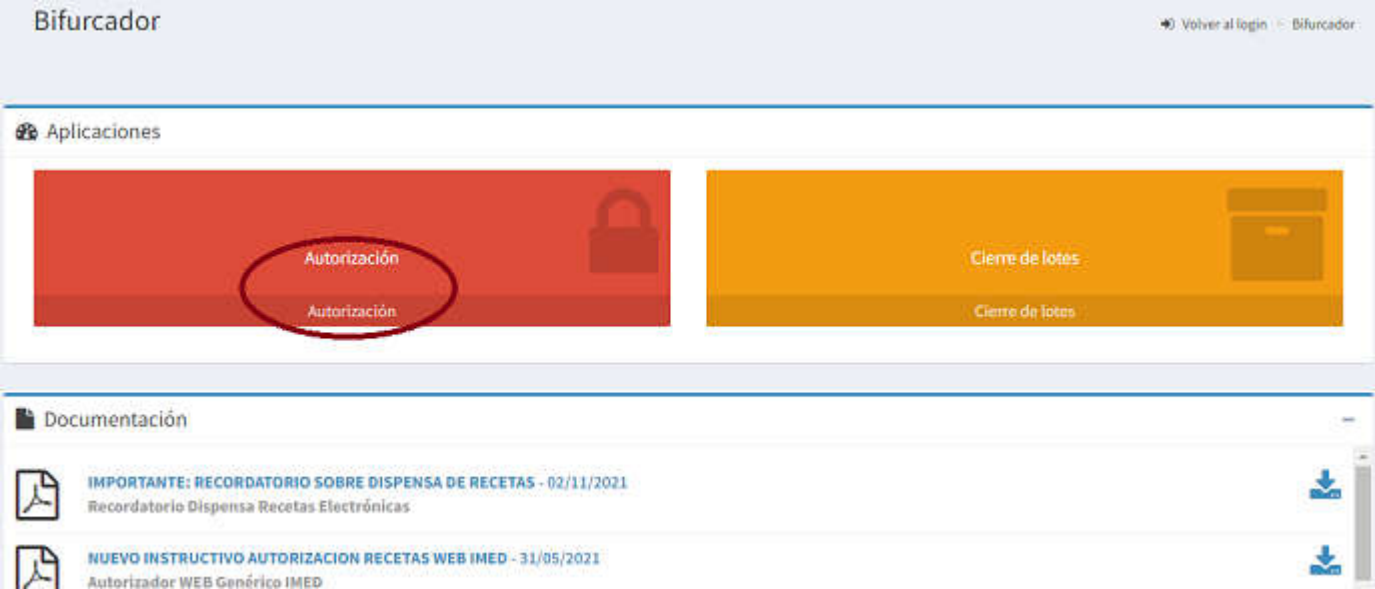 Bifurcador
Volver al login - Bifurcador
Aplicaciones
Autorización
Autorización
Cierre de lotes
Cierre de lotes
Documentación
IMPORTANTE: RECORDATORIO SOBRE DISPENSA DE RECETAS - 02/11/2021
Recordatorio Dispensa Recetas Electrónicas
NUEVO INSTRUCTIVO AUTORIZACION RECETAS WEB IMED - 31/05/2021
Autorizador WEB Genérico IMED